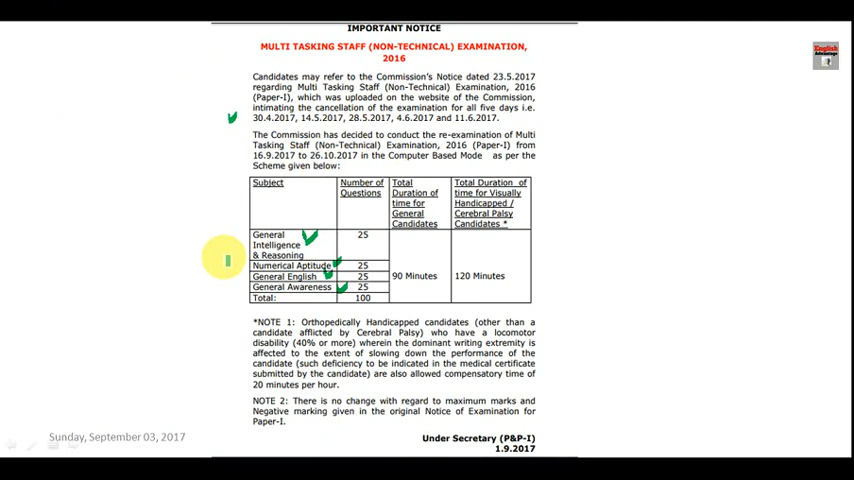 IMPORTANT NOTICE
MULTI TASKING STAFF (NON-TECHNICAL) EXAMINATION,
2016
English
Advantage
Candidates may refer to the Commission's Notice dated 23.5.2017
regarding Multi Tasking Staff (Non-Technical) Examination, 2016
(Paper-I), which was uploaded on the website of the Commission,
intimating the cancellation of the examination for all five days i.e.
30.4.2017, 14.5.2017, 28.5.2017, 4.6.2017 and 11.6.2017.
The Commission has decided to conduct the re-examination of Multi
Tasking Staff (Non-Technical) Examination, 2016 (Paper-I) from
16.9.2017 to 26.10.2017 in the Computer Based Mode as per the
Scheme given below:
Subject Number of Questions Total Duration of time for General Candidates Total Duration of time for Visually Handicapped / Cerebral Palsy Candidates *
General Intelligence & Reasoning 25 90 Minutes 120 Minutes
Numerical Aptitude 25
General English 25
General Awareness 25
Total: 100
*NOTE 1: Orthopedically Handicapped candidates (other than a
candidate afflicted by Cerebral Palsy) who have a locomotor
disability (40% or more) wherein the dominant writing extremity is
affected to the extent of slowing down the performance of the
candidate (such deficiency to be indicated in the medical certificate
submitted by the candidate) are also allowed compensatory time of
20 minutes per hour.
NOTE 2: There is no change with regard to maximum marks and
Negative marking given in the original Notice of Examination for
Paper-I.
Sunday, September 03, 2017
Under Secretary (P&P-I)
1.9.2017